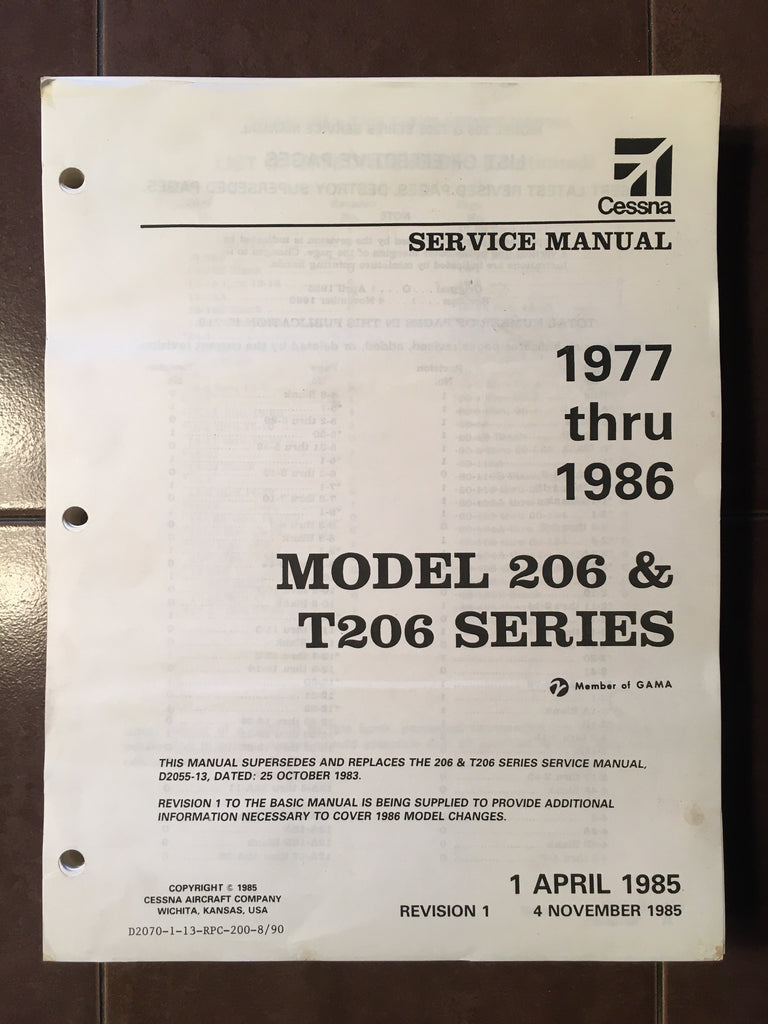 Cessna
SERVICE MANUAL
1977
thru
1986
MODEL 206 &
T206 SERIES
Member of GAMA
THIS MANUAL SUPERSEDES AND REPLACES THE 206 & T206 SERIES SERVICE MANUAL,
D2055-13, DATED: 25 OCTOBER 1983.
REVISION 1 TO THE BASIC MANUAL IS BEING SUPPLIED TO PROVIDE ADDITIONAL
INFORMATION NECESSARY TO COVER 1986 MODEL CHANGES.
COPYRIGHT © 1985
CESSNA AIRCRAFT COMPANY
WICHITA, KANSAS, USA
D2070-1-13-RPC-200-8/90
1 APRIL 1985
REVISION 1 4 NOVEMBER 1985